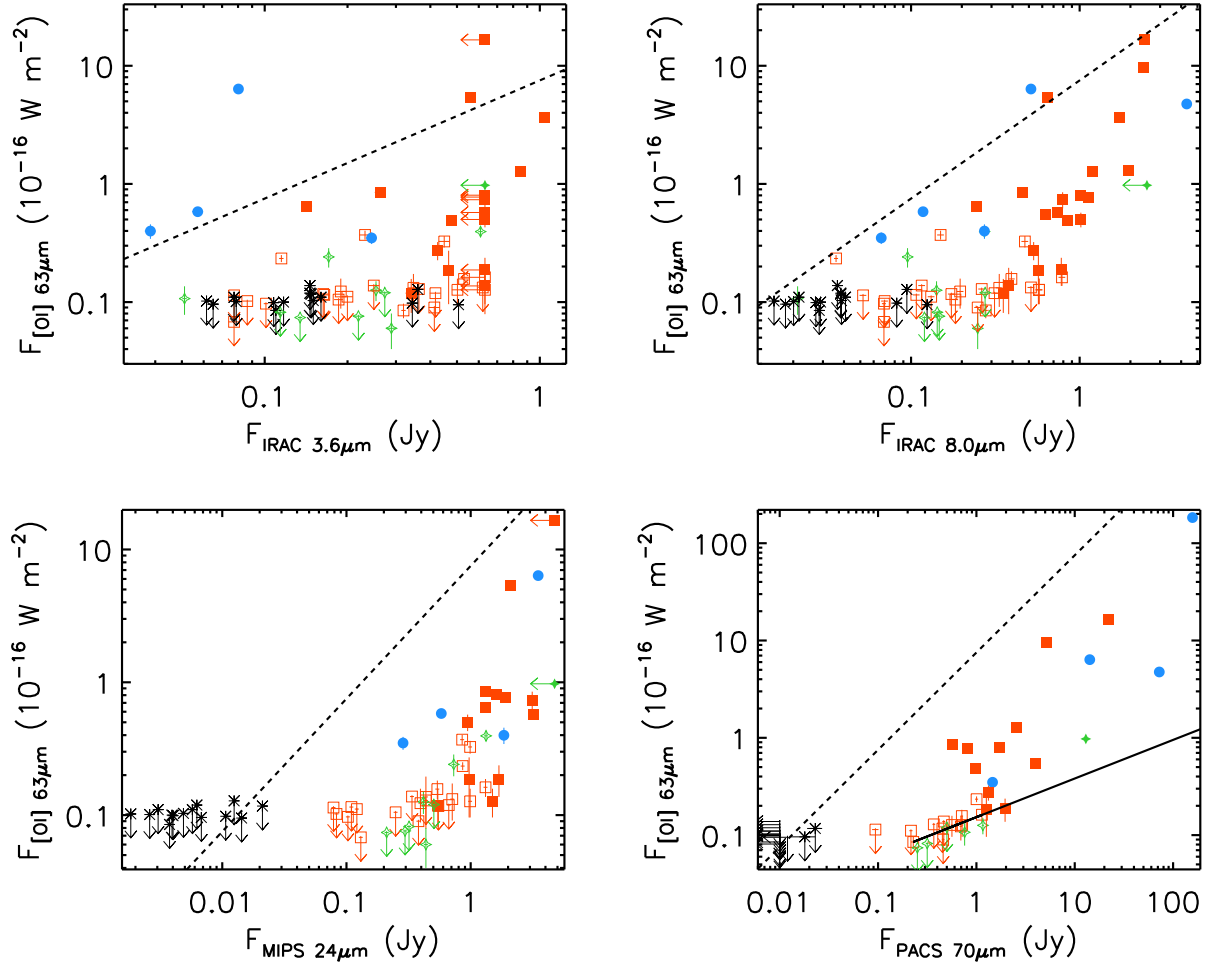 F[OI] 63μm (10−16 W m−2)
10
1
0.1
0.1 1
FIRAC 3.6μm (Jy)
F[OI] 63μm (10−16 W m−2)
10
1
0.1
0.1 1
FIRAC 8.0μm (Jy)
F[OI] 63μm (10−16 W m−2)
10
1
0.1
0.01 0.1 1
FMIPS 24μm (Jy)
F[OI] 63μm (10−16 W m−2)
100
10
1
0.1
0.01 0.1 1 10 100
FPACS 70μm (Jy)